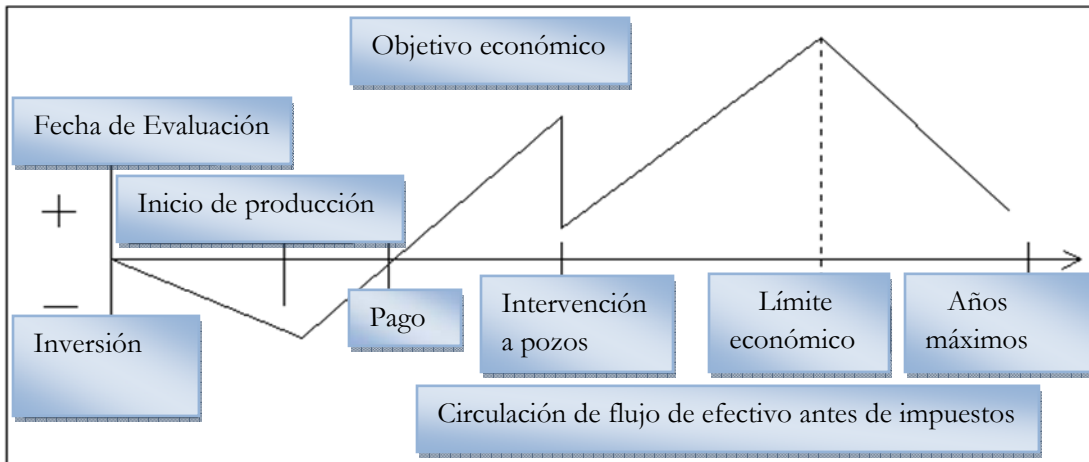 Objetivo económico
Fecha de Evaluación
+
Inicio de producción
−
Inversión
Pago
Intervención
a pozos
Límite
económico
Años
máximos
Circulación de flujo de efectivo antes de impuestos